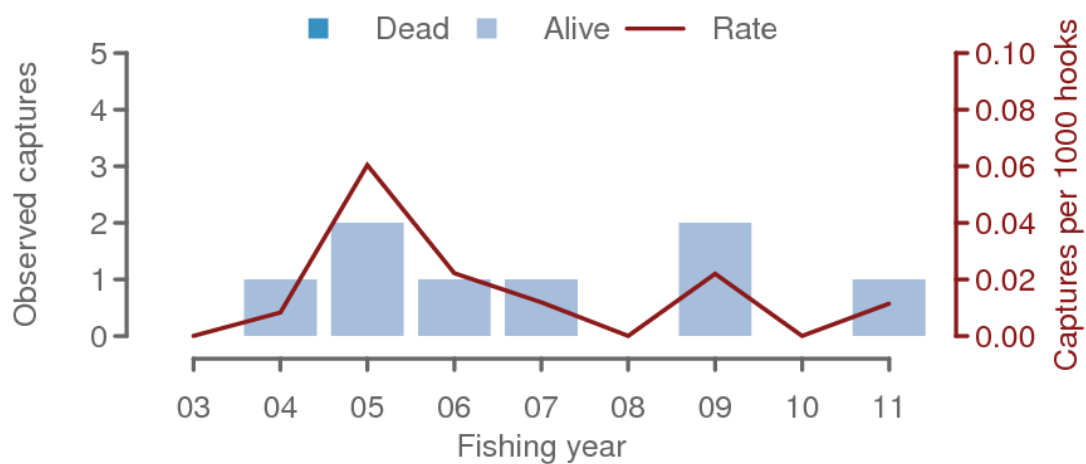 Dead Alive Rate
Observed captures
5
4
3
2
1
0
0.10
0.08
0.06
0.04
0.02
0.00
Captures per 1000 hooks
03 04 05 06 07 08 09 10 11
Fishing year